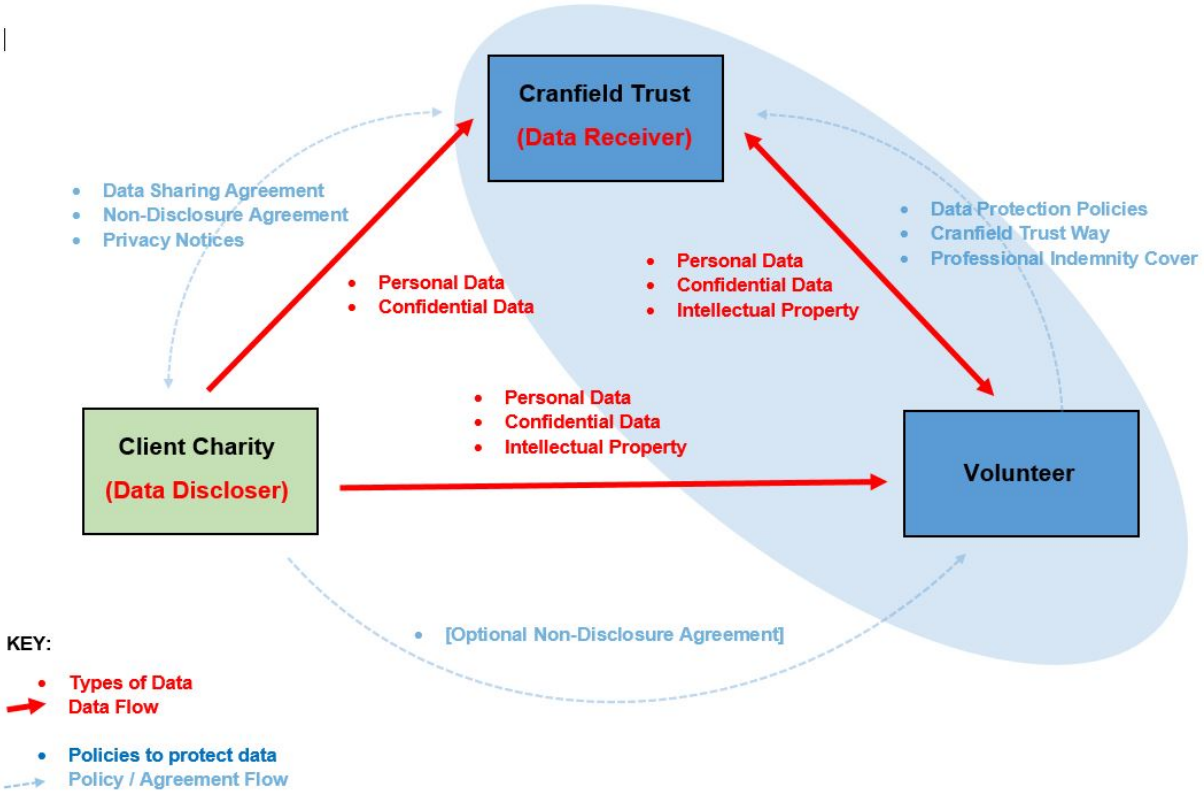 Cranfield Trust
(Data Receiver)
• Data Sharing Agreement
• Non-Disclosure Agreement
• Privacy Notices
• Data Protection Policies
• Cranfield Trust Way
• Professional Indemnity Cover
• Personal Data
• Confidential Data
• Personal Data
• Confidential Data
• Intellectual Property
• Personal Data
• Confidential Data
• Intellectual Property
Client Charity
(Data Discloser)
Volunteer
• [Optional Non-Disclosure Agreement]
KEY:
• Types of Data
Data Flow
• Policies to protect data
Policy / Agreement Flow